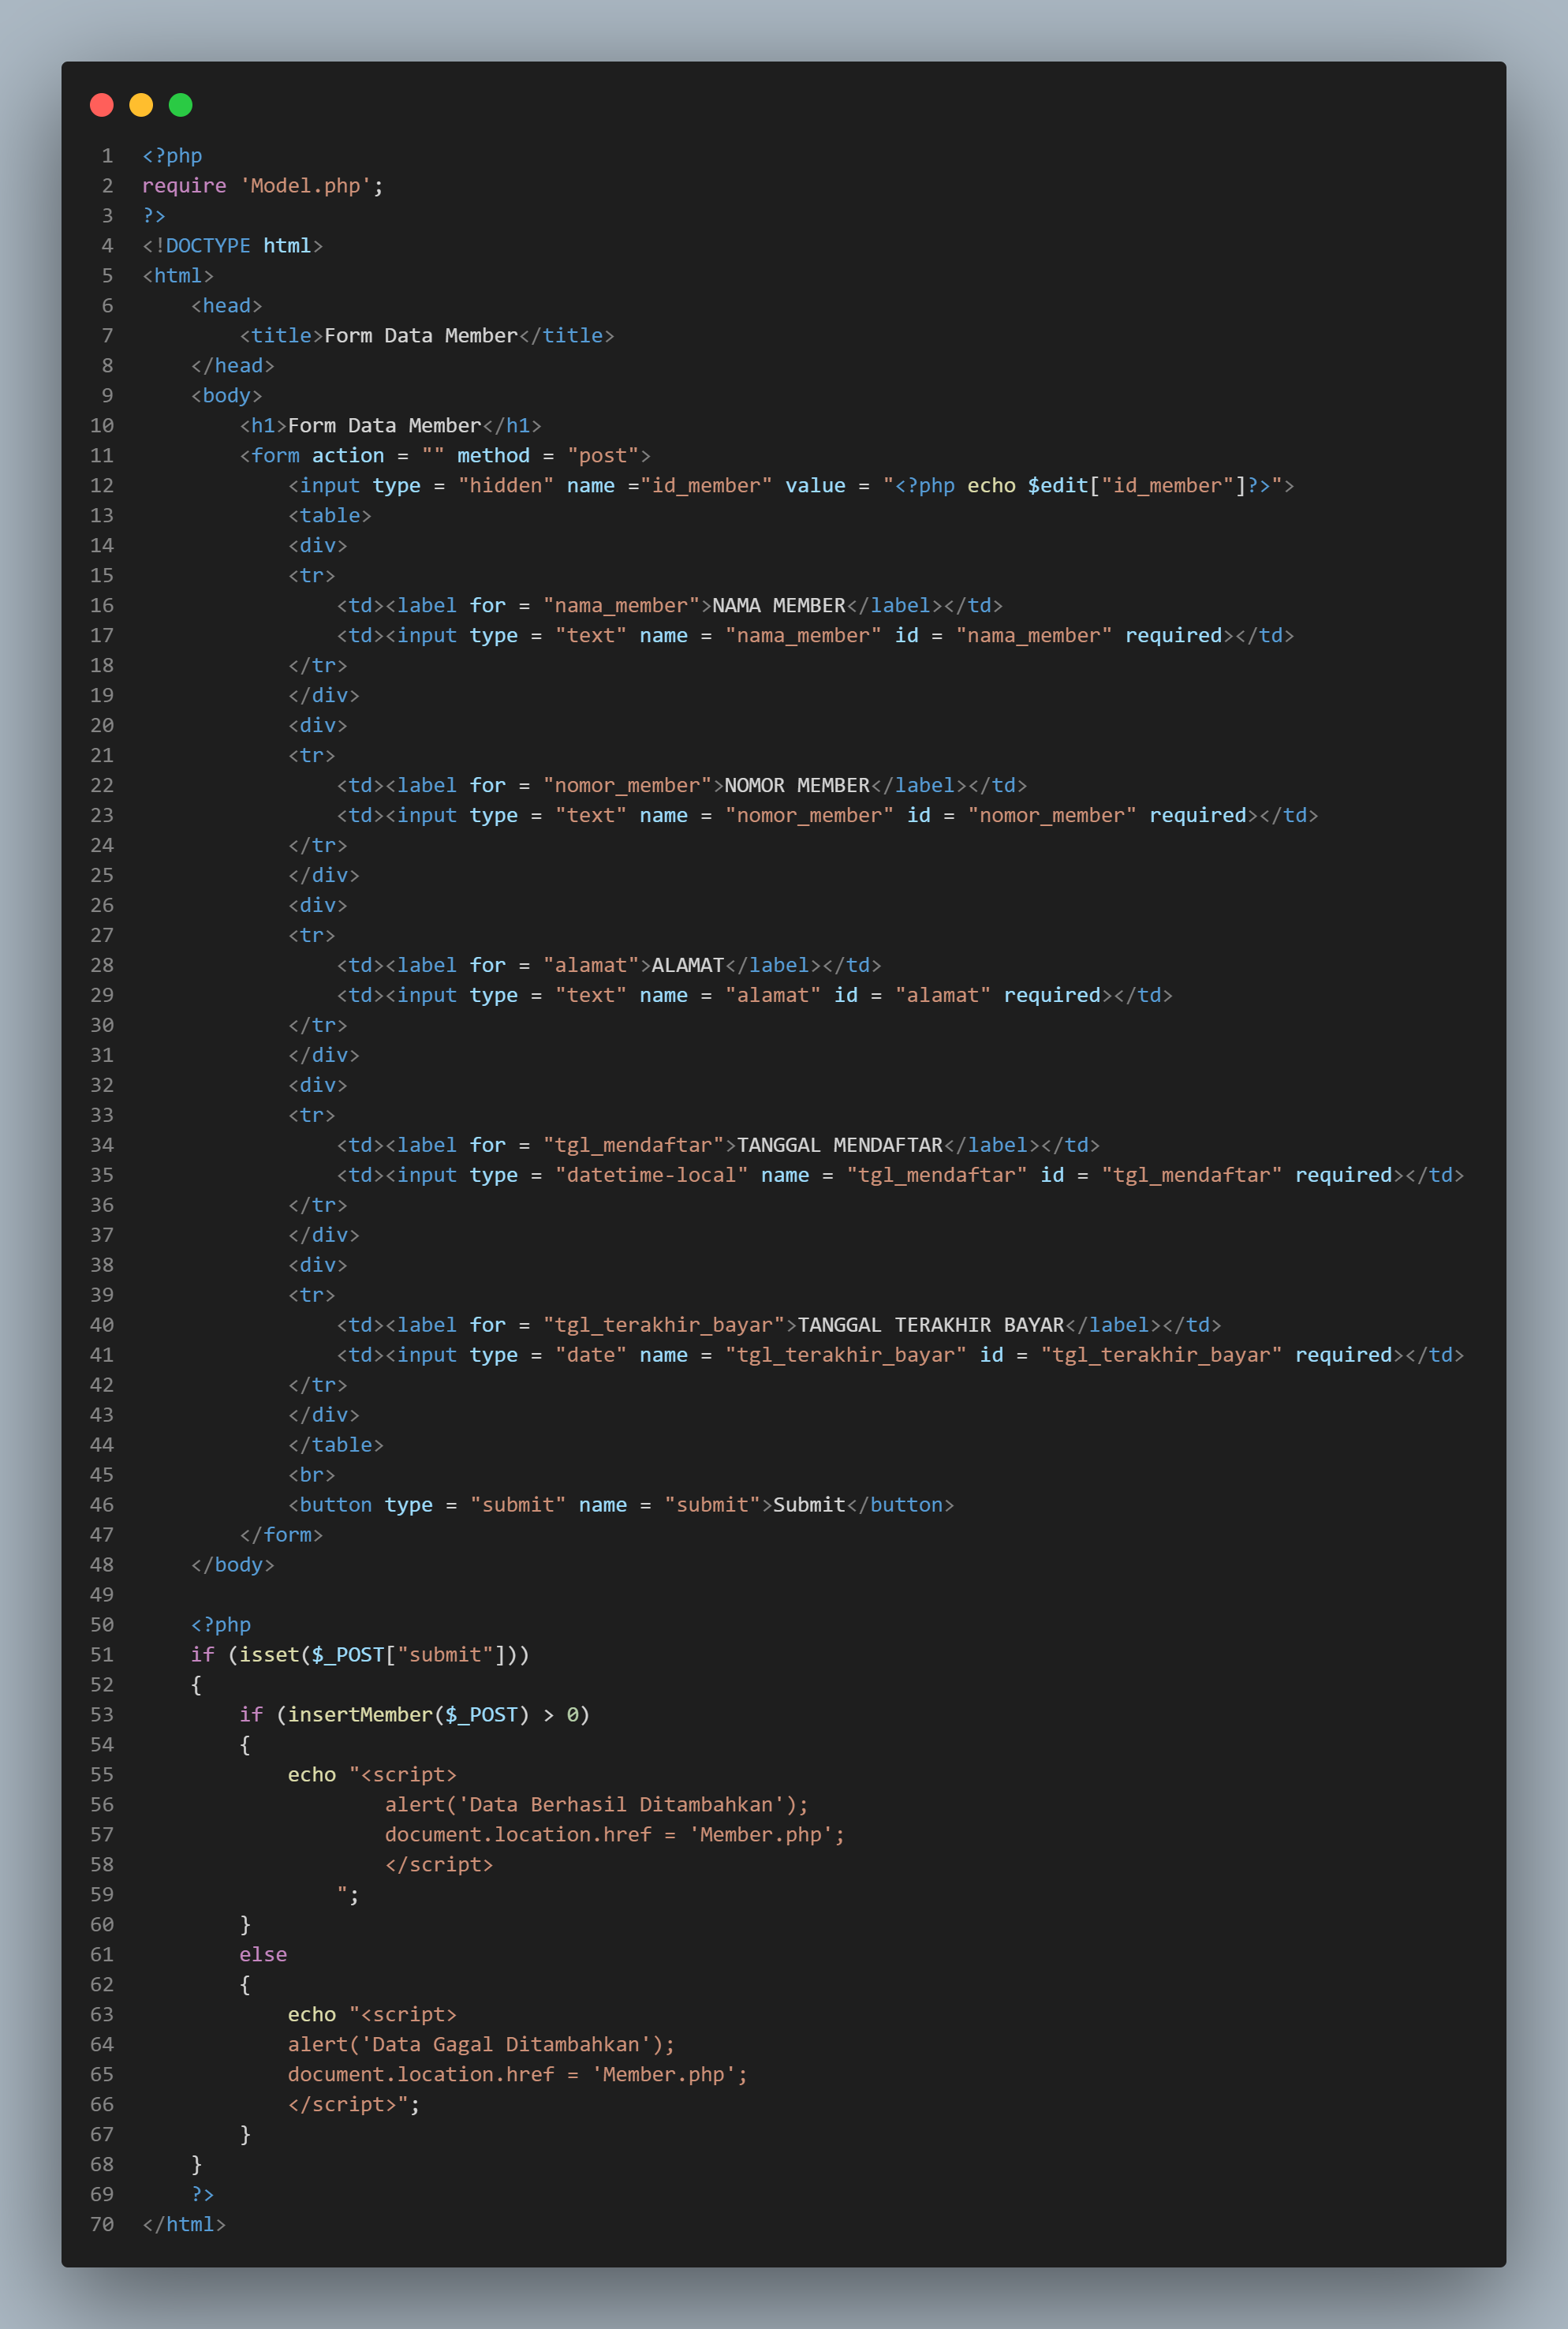 1 <?php
2 require 'Model.php';
3 ?>
4 <!DOCTYPE html>
5 <html>
6     <head>
7         <title>Form Data Member</title>
8     </head>
9     <body>
10         <h1>Form Data Member</h1>
11         <form action = "" method = "post">
12             <input type = "hidden" name ="id_member" value = "<?php echo $edit["id_member"]?>">
13             <table>
14             <div>
15             <tr>
16                 <td><label for = "nama_member">NAMA MEMBER</label></td>
17                 <td><input type = "text" name = "nama_member" id = "nama_member" required></td>
18             </tr>
19             </div>
20             <div>
21             <tr>
22                 <td><label for = "nomor_member">NOMOR MEMBER</label></td>
23                 <td><input type = "text" name = "nomor_member" id = "nomor_member" required></td>
24             </tr>
25             </div>
26             <div>
27             <tr>
28                 <td><label for = "alamat">ALAMAT</label></td>
29                 <td><input type = "text" name = "alamat" id = "alamat" required></td>
30             </tr>
31             </div>
32             <div>
33             <tr>
34                 <td><label for = "tgl_mendaftar">TANGGAL MENDAFTAR</label></td>
35                 <td><input type = "datetime-local" name = "tgl_mendaftar" id = "tgl_mendaftar" required></td>
36             </tr>
37             </div>
38             <div>
39             <tr>
40                 <td><label for = "tgl_terakhir_bayar">TANGGAL TERAKHIR BAYAR</label></td>
41                 <td><input type = "date" name = "tgl_terakhir_bayar" id = "tgl_terakhir_bayar" required></td>
42             </tr>
43             </div>
44             </table>
45             <br>
46             <button type = "submit" name = "submit">Submit</button>
47         </form>
48     </body>
49
50     <?php
51     if (isset($_POST["submit"]))
52     {
53         if (insertMember($_POST) > 0)
54         {
55             echo "<script>
56                     alert('Data Berhasil Ditambahkan');
57                     document.location.href = 'Member.php';
58                     </script>
59                 ";
60         }
61         else
62         {
63             echo "<script>
64             alert('Data Gagal Ditambahkan');
65             document.location.href = 'Member.php';
66             </script>";
67         }
68     }
69     ?>
70 </html>